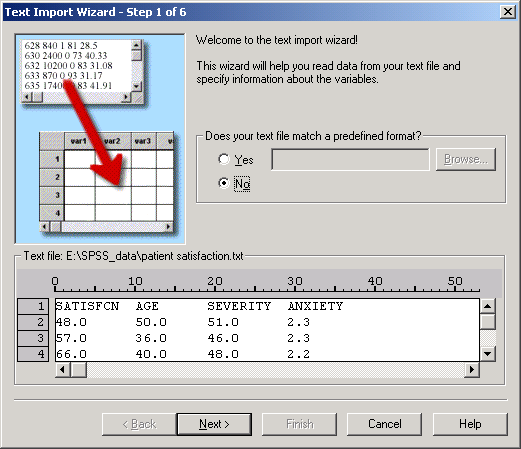 Text Import Wizard - Step 1 of 6
628 840 1 81 28.5
630 2400 0 73 40.33
632 10200 0 83 31.08
633 870 0 93 31.17
635 1740 83 41.91
var1 var2 var3 v
1
2
3
4
Welcome to the text import wizard!
This wizard will help you read data from your text file and
specify information about the variables.
Does your text file match a predefined format?
Yes Browse...
No
Text file: E:\SPSS_data\patient satisfaction.txt
0 10 20 30 40 50
1 SATISFCN AGE SEVERITY ANXIETY
2 48.0 50.0 51.0 2.3
3 57.0 36.0 46.0 2.3
4 66.0 40.0 48.0 2.2
< Back Next > Finish Cancel Help